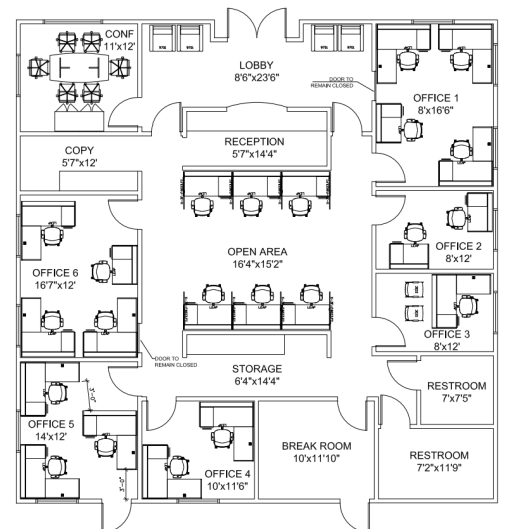 CONF
11'x12'
LOBBY
8'6"x23'6"
DOOR TO
REMAIN CLOSED
OFFICE 1
8'x16'6"
COPY
5'7"x12'
RECEPTION
5'7"x14'4"
OFFICE 2
8'x12'
OPEN AREA
16'4"x15'2"
OFFICE 6
16'7"x12'
OFFICE 3
8'x12'
DOOR TO
REMAIN CLOSED
STORAGE
6'4"x14'4"
RESTROOM
7'x7'5"
OFFICE 5
14'x12'
OFFICE 4
10'x11'6"
BREAK ROOM
10'x11'10"
RESTROOM
7'2"x11'9"
3'-0"